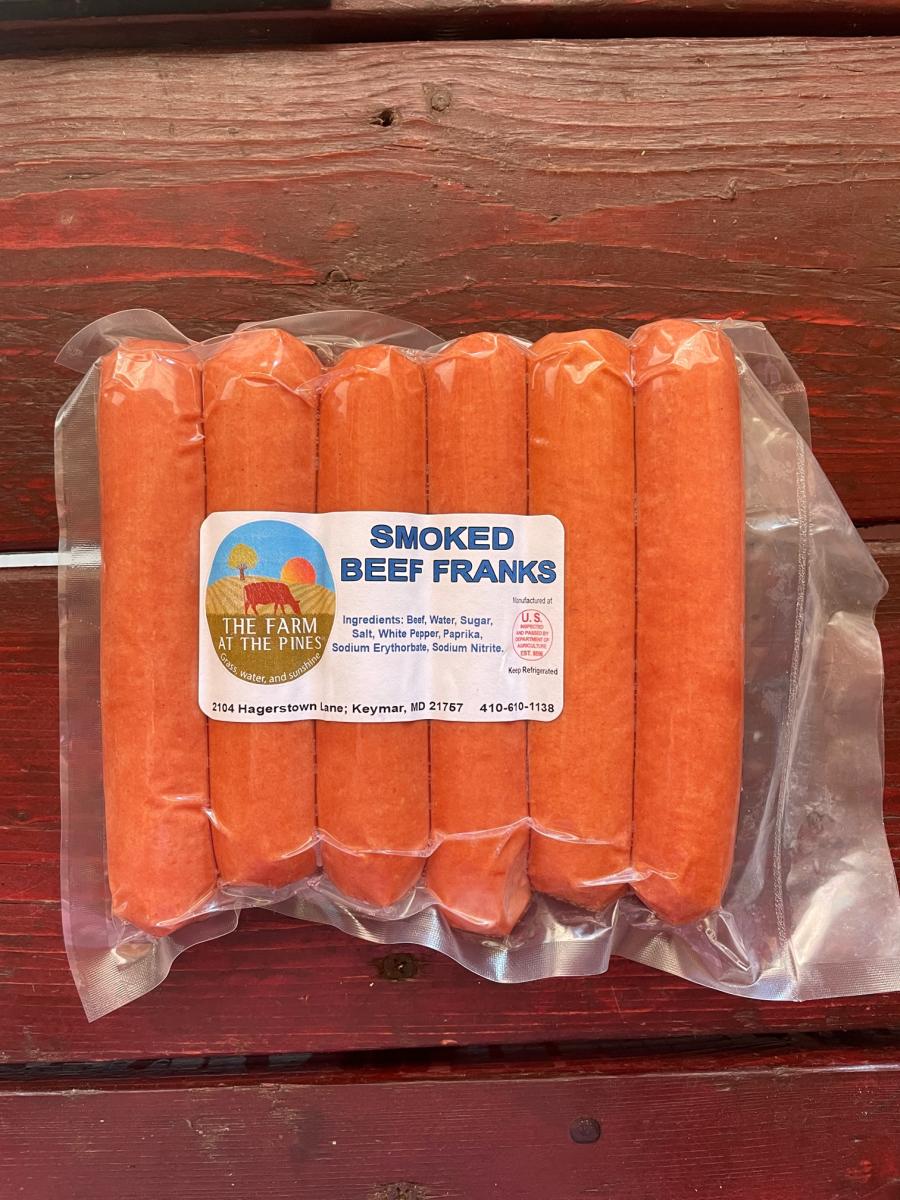 SMOKED
BEEF FRANKS
THE FARM
AT THE PINES
Grass, water, and sunshine
Ingredients: Beef, Water, Sugar,
Salt, White Pepper, Paprika,
Sodium Erythorbate, Sodium Nitrite.
Manufactured at
U.S.
INSPECTED
AND PASSED BY
DEPARTMENT OF
AGRICULTURE
Keep Refrigerated
2104 Hagerstown Lane; Keymar, MD 21757 410-610-1138